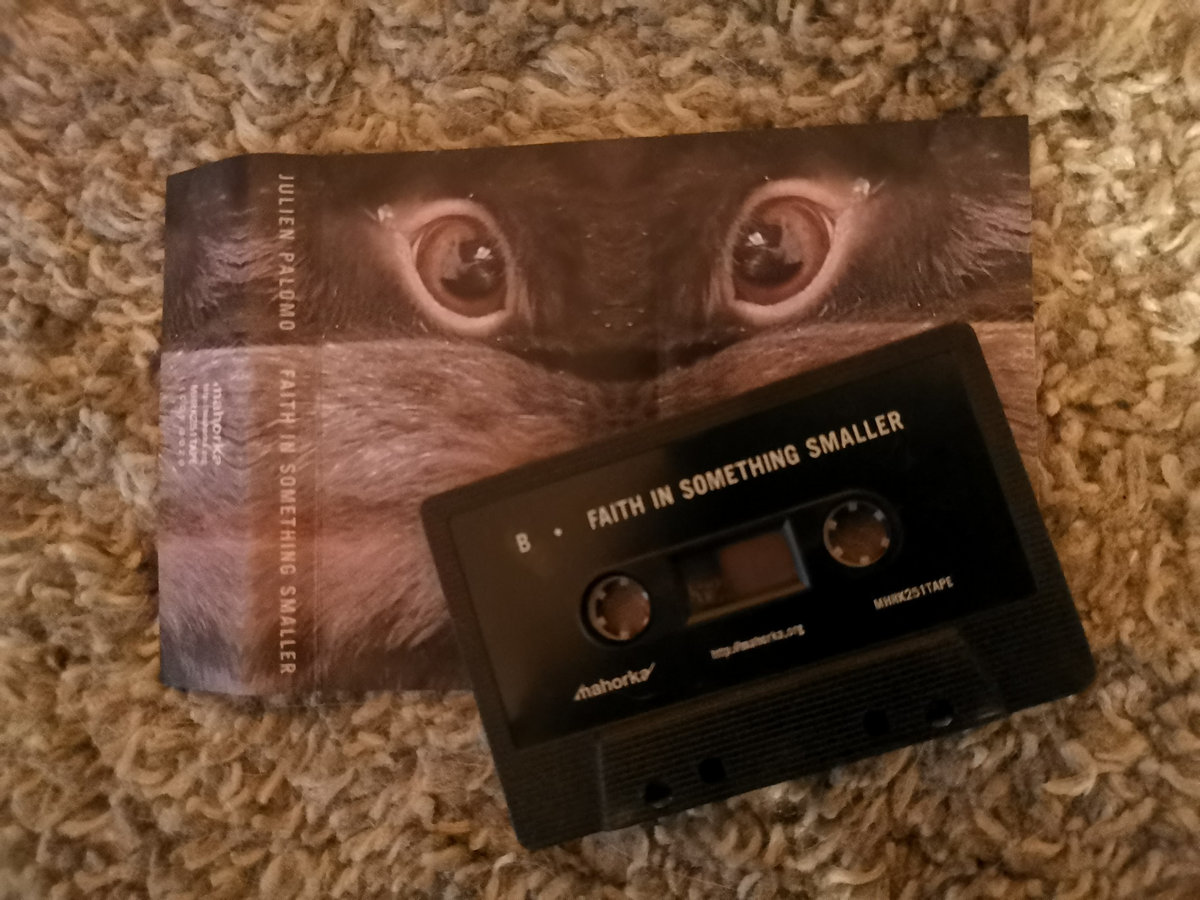 JULIEN PALOMO FAITH IN SOMETHING SMALLER
mahorka
B • FAITH IN SOMETHING SMALLER
MHRK251TAPE
http://mahorka.org
mahorka